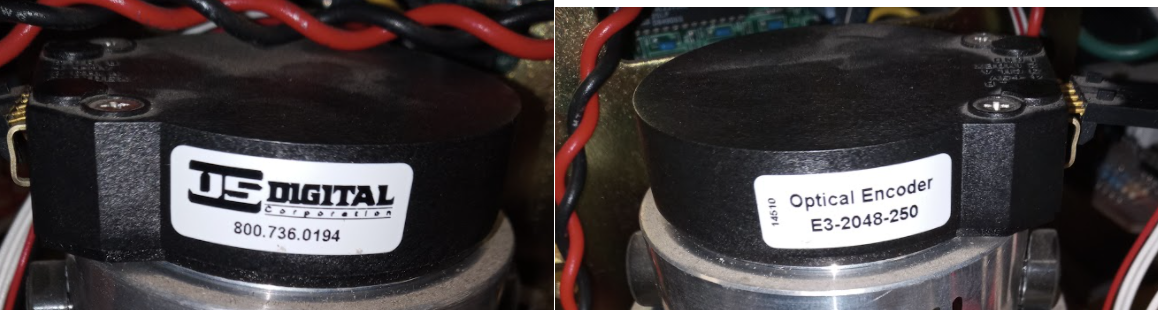 US DIGITAL
Corporation
800.736.0194
14510
Optical Encoder
E3-2048-250